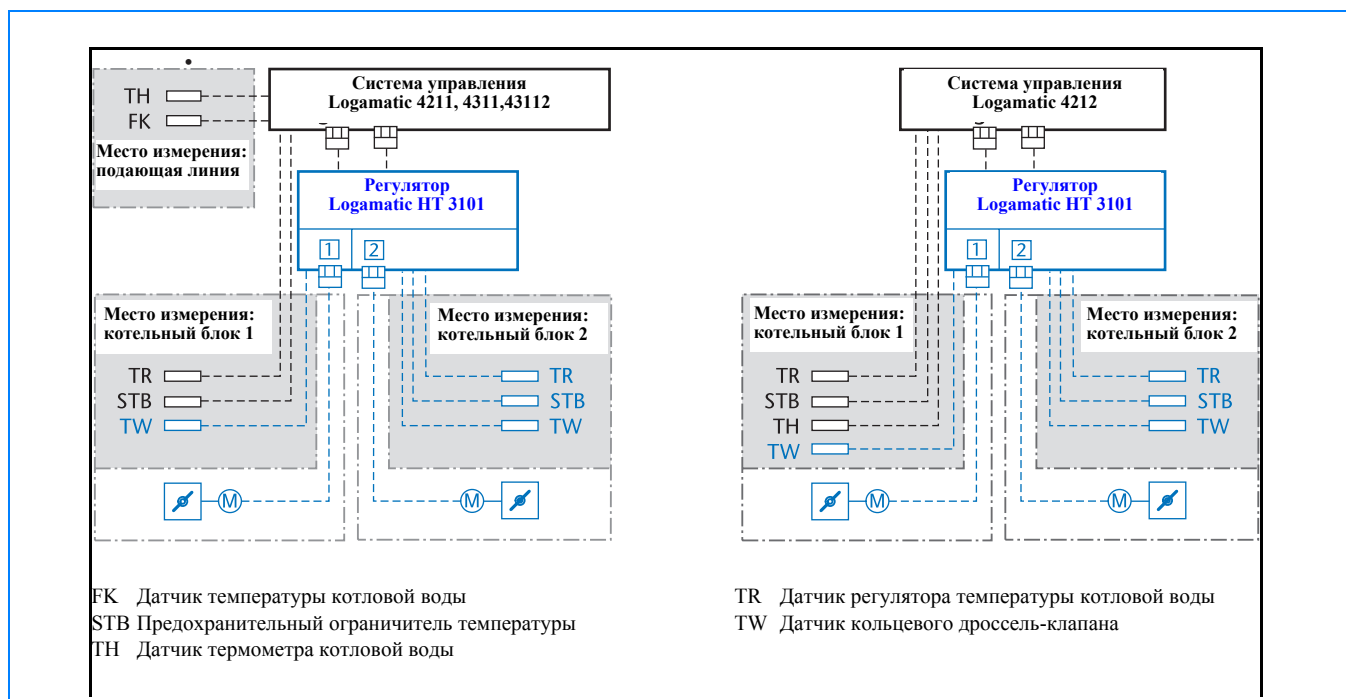 TH
FK
Место измерения:
подающая линия
Система управления
Logamatic 4211, 4311,43112
Регулятор
Logamatic HT 3101
1
2
Место измерения:
котельный блок 1
TR
STB
TW
M
Место измерения:
котельный блок 2
TR
STB
TW
M
Система управления
Logamatic 4212
Регулятор
Logamatic HT 3101
1
2
Место измерения:
котельный блок 1
TR
STB
TH
TW
M
Место измерения:
котельный блок 2
TR
STB
TW
M
FK Датчик температуры котловой воды
STB Предохранительный ограничитель температуры
TH Датчик термометра котловой воды
TR Датчик регулятора температуры котловой воды
TW Датчик кольцевого дроссель-клапана